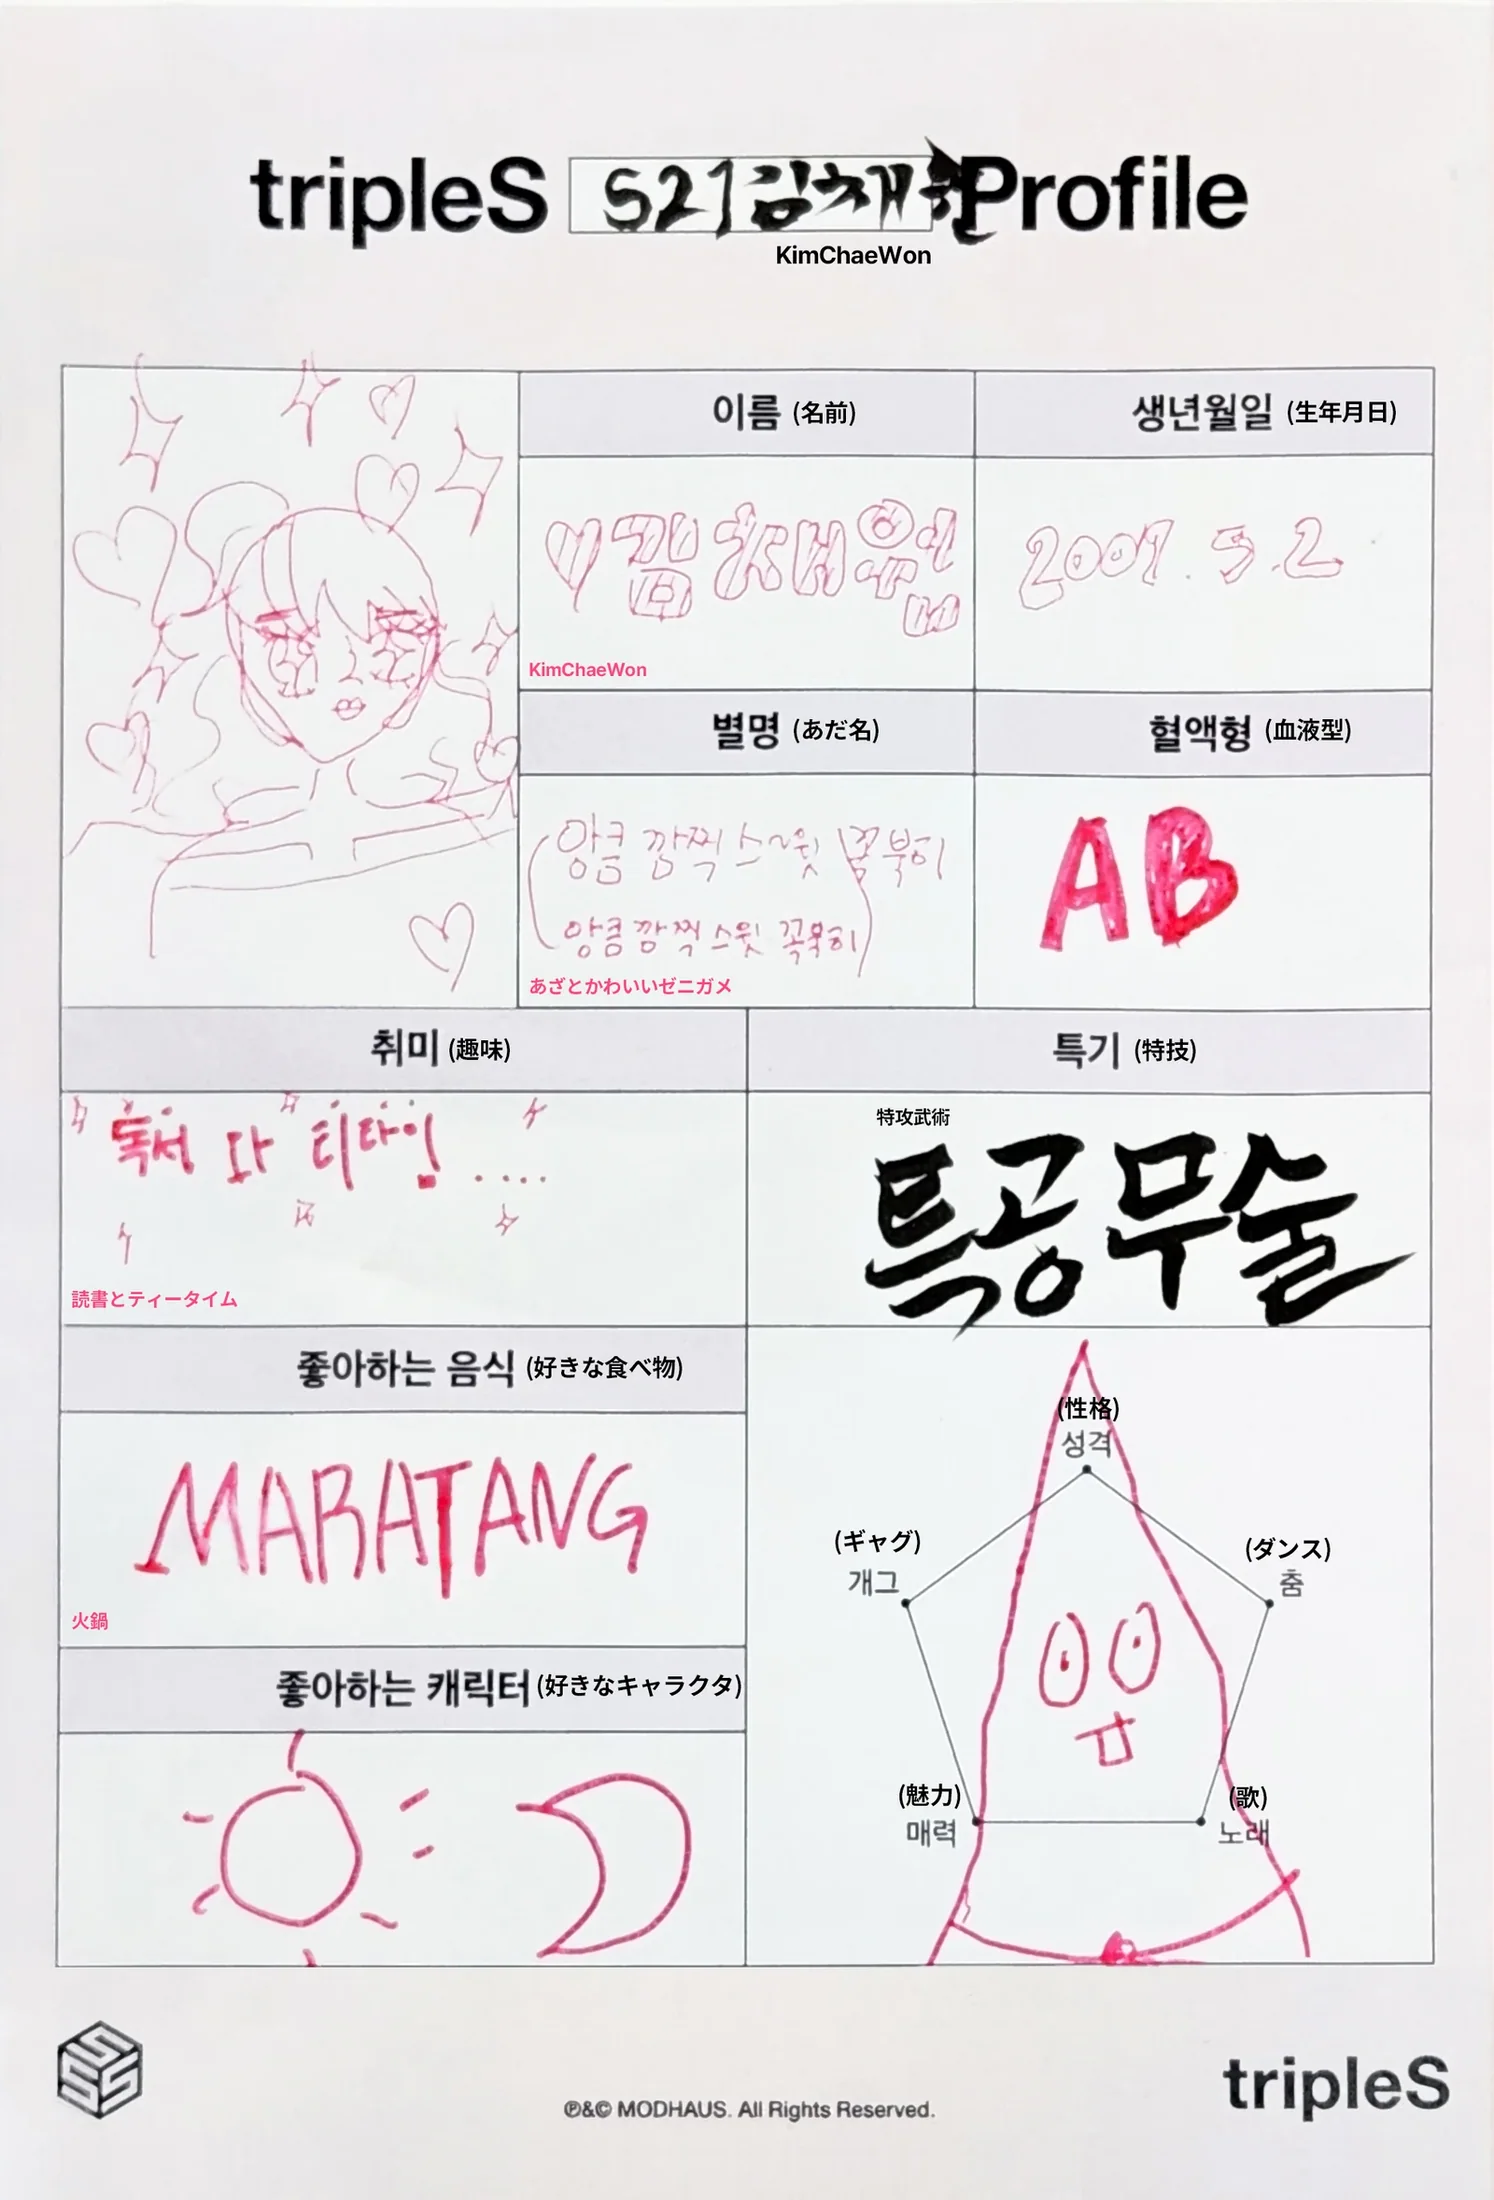 tripleS S21 김채원 Profile
KimChaeWon
이름 (名前)
생년월일 (生年月日)
♥김채원
2007.5.2
KimChaeWon
별명 (あだ名)
혈액형 (血液型)
앙큼 깜찍 스~윗 꼬북이
(앙큼 깜찍 스윗 꼬북이)
あざとかわいいゼニガメ
AB
취미 (趣味)
특기 (特技)
독서 와 티타임....
読書とティータイム
特攻武術
특공무술
좋아하는 음식 (好きな食べ物)
MARATANG
火鍋
(性格)
성격
(ギャグ)
개그
(ダンス)
춤
(魅力)
매력
(歌)
노래
좋아하는 캐릭터 (好きなキャラクタ)
SSS
℗&© MODHAUS. All Rights Reserved.
tripleS